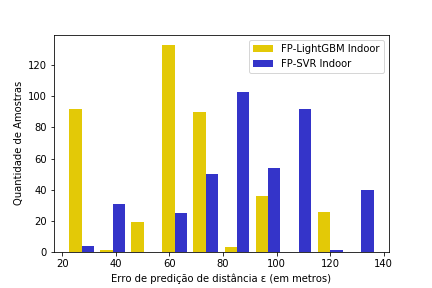 FP-LightGBM Indoor
FP-SVR Indoor
Quantidade de Amostras
120
100
80
60
40
20
0
20 40 60 80 100 120 140
Erro de predição de distância ε (em metros)